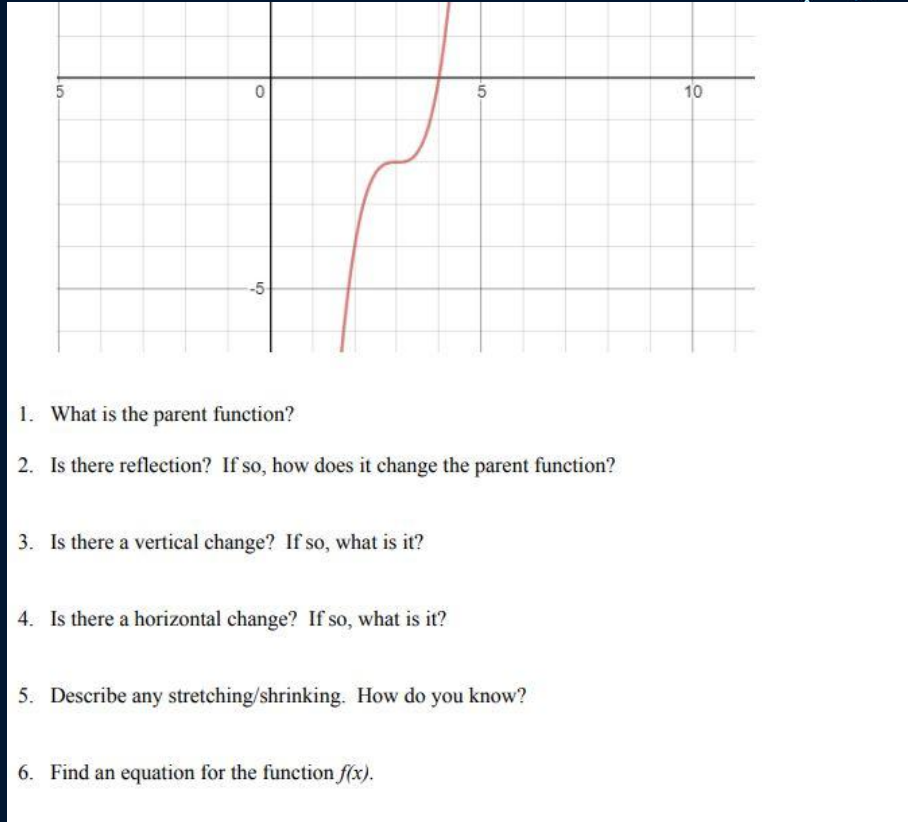 5
0
5
10
-5
1. What is the parent function?
2. Is there reflection? If so, how does it change the parent function?
3. Is there a vertical change? If so, what is it?
4. Is there a horizontal change? If so, what is it?
5. Describe any stretching/shrinking. How do you know?
6. Find an equation for the function f(x).